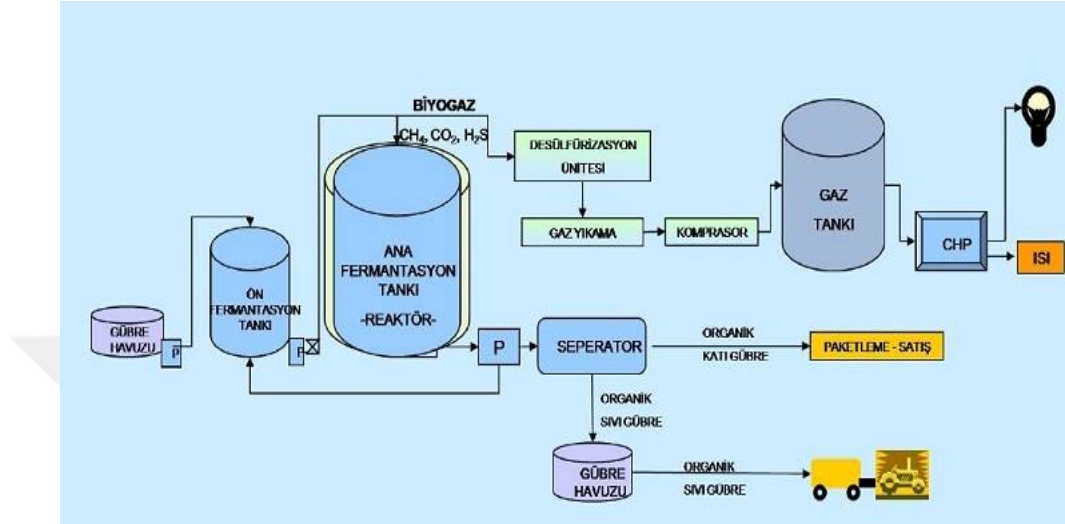 BİYOGAZ
CH4, CO2, H2S
DESÜLFÜRİZASYON
ÜNİTESİ
GAZ YIKAMA
KOMPRASOR
GAZ
TANKI
CHP
ISI
ANA
FERMANTASYON
TANKI
-REAKTÖR-
ÖN
FERMANTASYON
TANKI
GÜBRE
HAVUZU
P
P
P
SEPERATOR
ORGANİK
KATI GÜBRE
PAKETLEME - SATIŞ
ORGANİK
SIVI GÜBRE
GÜBRE
HAVUZU
ORGANİK
SIVI GÜBRE